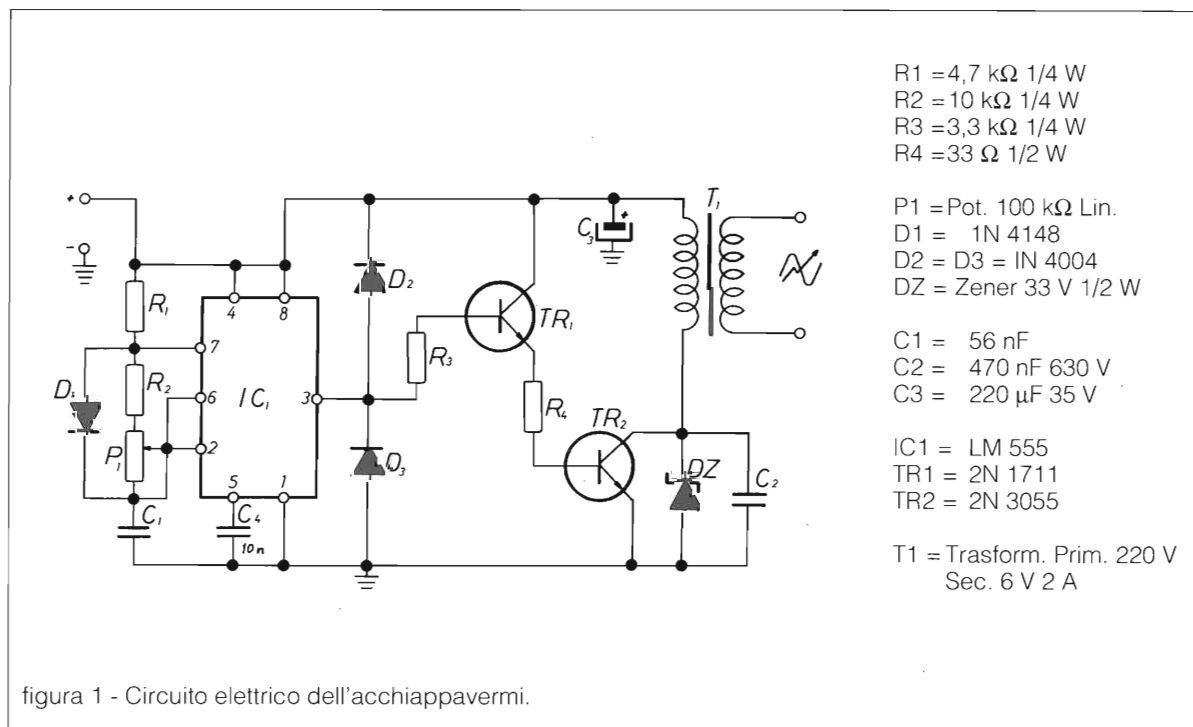 R1 =4,7 kΩ 1/4 W
R2 =10 kΩ 1/4 W
R3 =3,3 kΩ 1/4 W
R4 =33 Ω 1/2 W
P1 =Pot. 100 kΩ Lin.
D1 = 1N 4148
D2 = D3 = IN 4004
DZ = Zener 33 V 1/2 W
C1 = 56 nF
C2 = 470 nF 630 V
C3 = 220 µF 35 V
IC1 = LM 555
TR1 = 2N 1711
TR2 = 2N 3055
T1 =Trasform. Prim. 220 V
Sec. 6 V 2 A
+
-
R1
D1
R2
P1
C1
4
8
7
6
2
5
1
3
IC1
C4
10n
D2
D3
R3
TR1
R4
TR2
C3
+
T1
DZ
C2
figura 1 - Circuito elettrico dell'acchiappavermi.